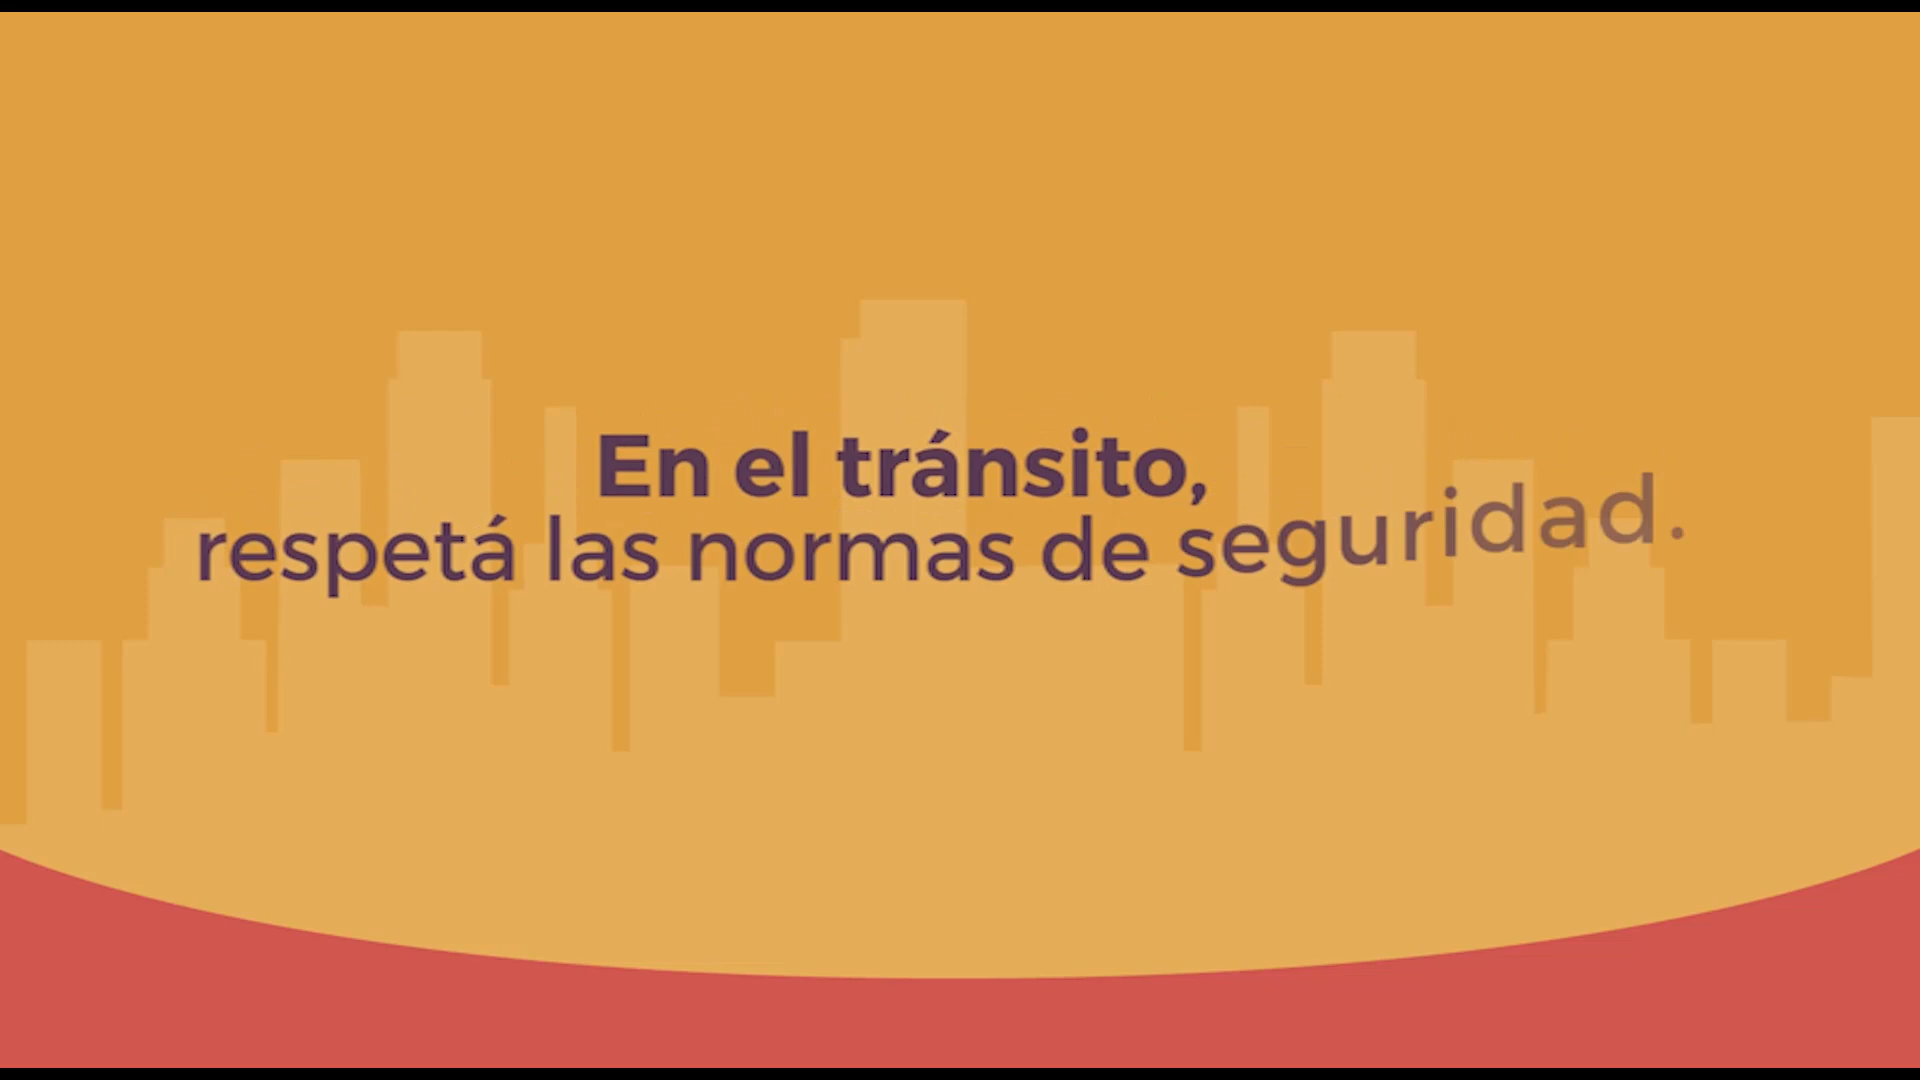 En el tránsito,
respetá las normas de seguridad.